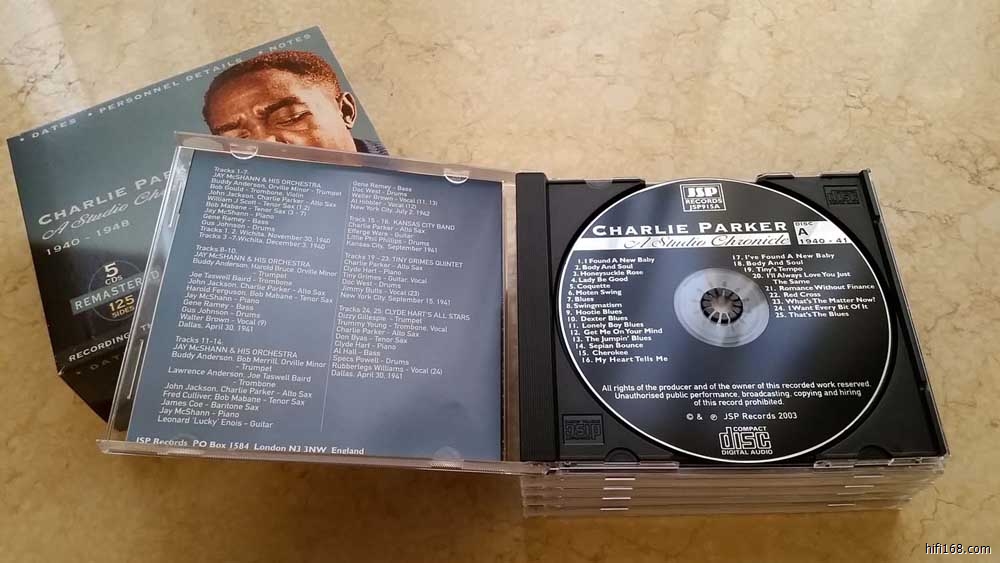 • DATES • PERSONNEL DETAILS • NOTES
CHARLIE PAR
A Studio Chro
1940 - 1948
5
CDS
REMASTERED
125
SIDES
RECORDING
Tracks 1-7.
JAY McSHANN & HIS ORCHESTRA
Buddy Anderson, Orville Minor - Trumpet
Bob Gould - Trombone, Violin
John Jackson, Charlie Parker - Alto Sax
William J Scott - Tenor Sax (1,2)
Bob Mabane - Tenor Sax (3 - 7)
Jay McShann - Piano
Gene Ramey - Bass
Gus Johnson - Drums
Tracks 1, 2. Wichita, November 30, 1940
Tracks 3 -7. Wichita, December 3, 1940
Tracks 8-10.
JAY McSHANN & HIS ORCHESTRA
Buddy Anderson, Harold Bruce, Orville Minor
- Trumpet
Joe Taswell Baird - Trombone
John Jackson, Charlie Parker - Alto Sax
Harold Ferguson, Bob Mabane - Tenor Sax
Jay McShann - Piano
Gene Ramey - Bass
Gus Johnson - Drums
Walter Brown - Vocal (9)
Dallas. April 30, 1941
Tracks 11-14.
JAY McSHANN & HIS ORCHESTRA
Buddy Anderson, Bob Merrill, Orville Minor
- Trumpet
Lawrence Anderson, Joe Taswell Baird
- Trombone
John Jackson, Charlie Parker - Alto Sax
Fred Culliver, Bob Mabane - Tenor Sax
James Coe - Baritone Sax
Jay McShann - Piano
Leonard 'Lucky' Enois - Guitar
Gene Ramey - Bass
Doc West - Drums
Walter Brown - Vocal (11, 13)
Al Hibbler - Vocal (12)
New York City, July 2, 1942
Track 15 - 18. KANSAS CITY BAND
Charlie Parker - Alto Sax
Efferge Ware - Guitar
Little Phil Phillips - Drums
Kansas City, September 1941
Tracks 19 - 23. TINY GRIMES QUINTET
Charlie Parker - Alto Sax
Clyde Hart - Piano
Tiny Grimes - Guitar, Vocal
Doc West - Drums
Jimmy Butts - Vocal (23)
New York City, September 15, 1941
Tracks 24, 25. CLYDE HART'S ALL STARS
Dizzy Gillespie - Trumpet
Trummy Young - Trombone, Vocal
Charlie Parker - Alto Sax
Don Byas - Tenor Sax
Clyde Hart - Piano
Al Hall - Bass
Specs Powell - Drums
Rubberlegs Williams - Vocal (24)
Dallas. April 30, 1941
JSP Records PO Box 1584 London N3 3NW England
JSP
RECORDS
JSP915A
CHARLIE PARKER
A Studio Chronicle
DISC
A
1940 - 41
1. I Found A New Baby
2. Body And Soul
3. Honeysuckle Rose
4. Lady Be Good
5. Coquette
6. Moten Swing
7. Blues
8. Swingmatism
9. Hootie Blues
10. Dexter Blues
11. Lonely Boy Blues
12. Get Me On Your Mind
13. The Jumpin' Blues
14. Sepian Bounce
15. Cherokee
16. My Heart Tells Me
17. I've Found A New Baby
18. Body And Soul
19. Tiny's Tempo
20. I'll Always Love You Just
The Same
21. Romance Without Finance
22. Red Cross
23. What's The Matter Now?
24. I Want Every Bit Of It
25. That's The Blues
All rights of the producer and of the owner of this recorded work reserved.
Unauthorised public performance, broadcasting, copying and hiring
of this record prohibited.
© & ℗ JSP Records 2003
COMPACT
disc
DIGITAL AUDIO
hifi168.com